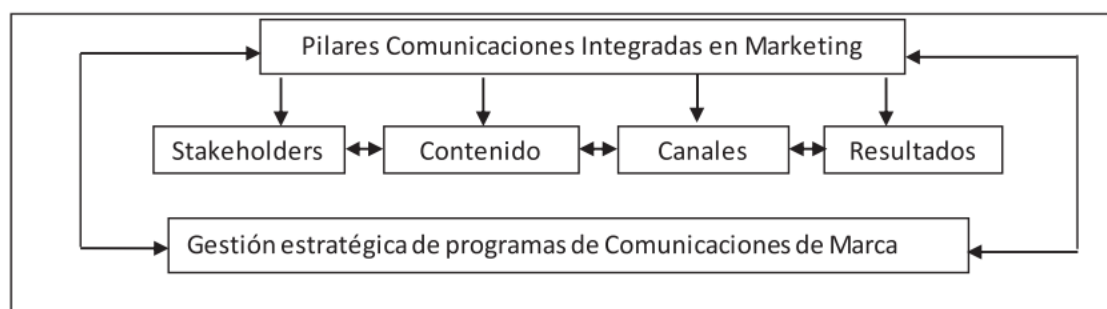 Pilares Comunicaciones Integradas en Marketing
Stakeholders
Contenido
Canales
Resultados
Gestión estratégica de programas de Comunicaciones de Marca